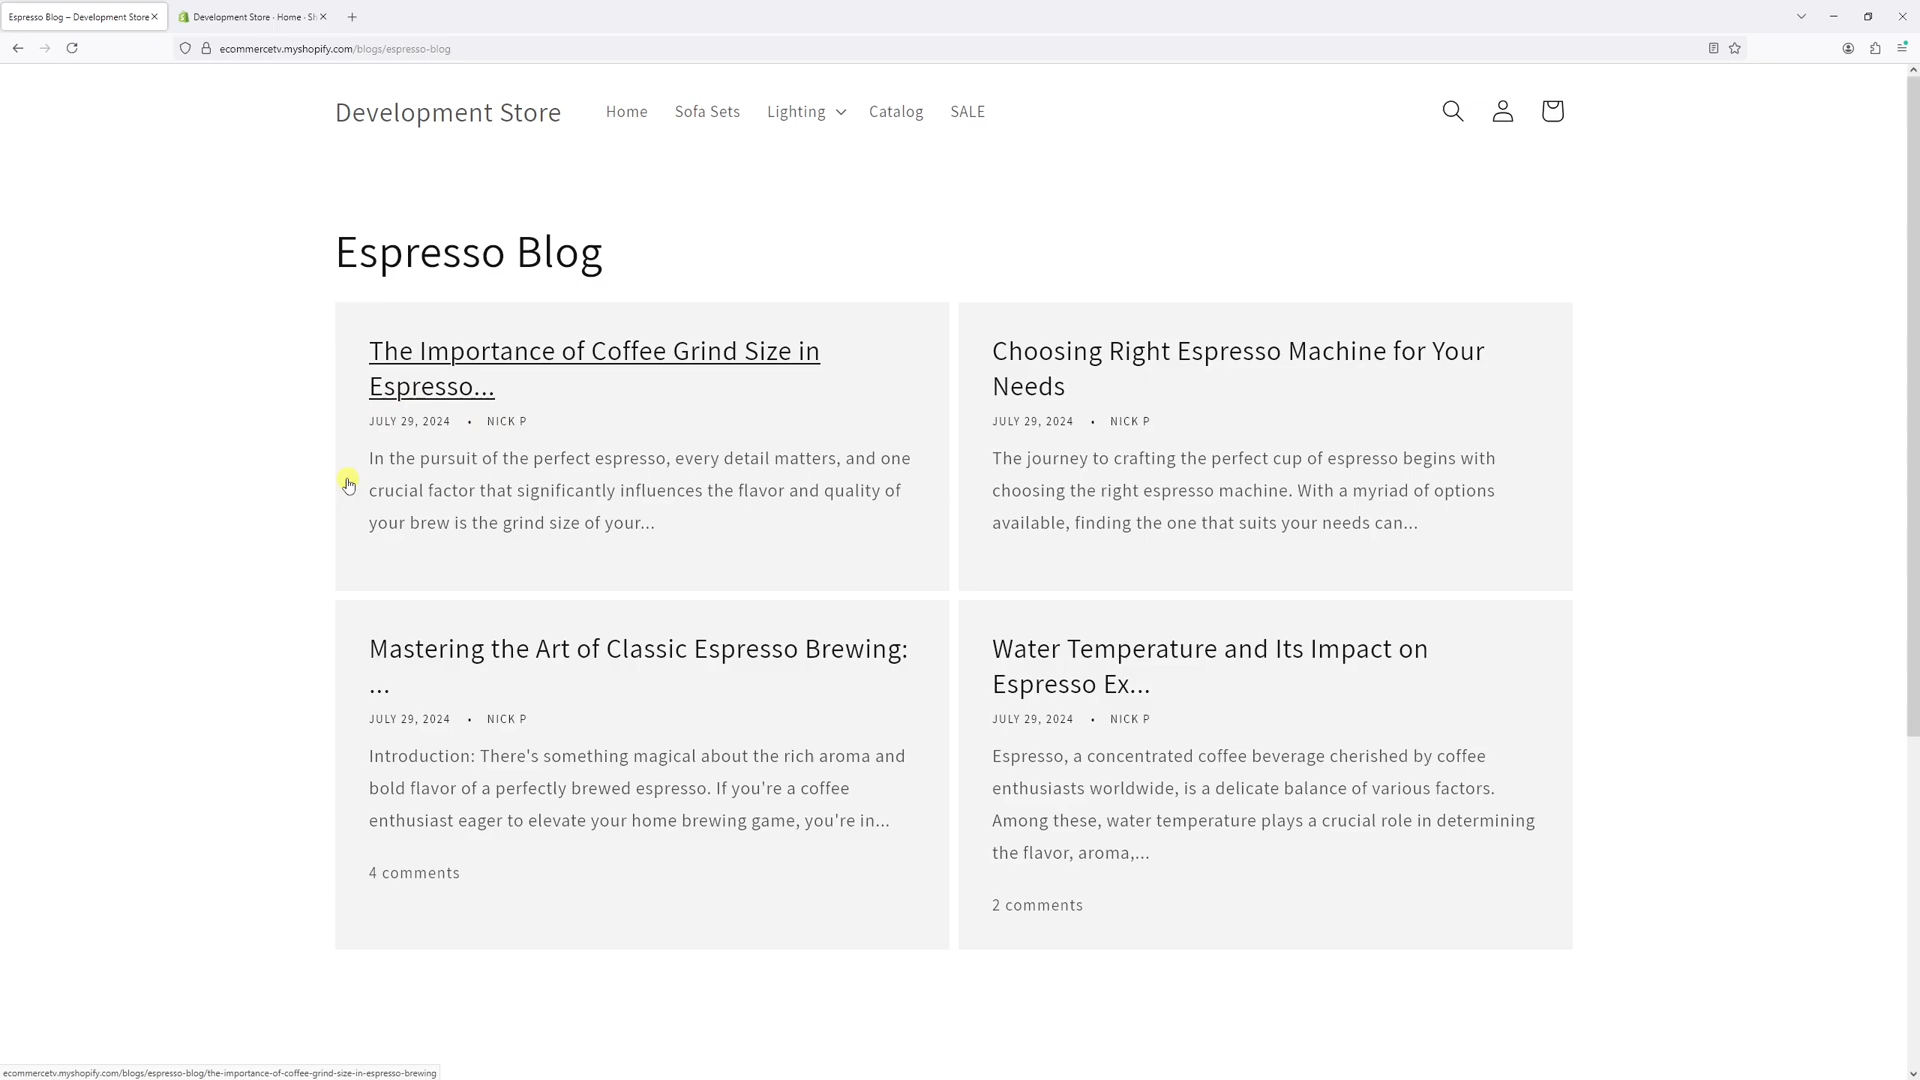 Espresso Blog – Development Store
Development Store · Home · Sh
ecommercetv.myshopify.com/blogs/espresso-blog
Development Store
Home
Sofa Sets
Lighting
Catalog
SALE
Espresso Blog
The Importance of Coffee Grind Size in
Espresso...
JULY 29, 2024 • NICK P
In the pursuit of the perfect espresso, every detail matters, and one
crucial factor that significantly influences the flavor and quality of
your brew is the grind size of your...
Choosing Right Espresso Machine for Your
Needs
JULY 29, 2024 • NICK P
The journey to crafting the perfect cup of espresso begins with
choosing the right espresso machine. With a myriad of options
available, finding the one that suits your needs can...
Mastering the Art of Classic Espresso Brewing:
...
JULY 29, 2024 • NICK P
Introduction: There's something magical about the rich aroma and
bold flavor of a perfectly brewed espresso. If you're a coffee
enthusiast eager to elevate your home brewing game, you're in...
4 comments
Water Temperature and Its Impact on
Espresso Ex...
JULY 29, 2024 • NICK P
Espresso, a concentrated coffee beverage cherished by coffee
enthusiasts worldwide, is a delicate balance of various factors.
Among these, water temperature plays a crucial role in determining
the flavor, aroma,...
2 comments
ecommercetv.myshopify.com/blogs/espresso-blog/the-importance-of-coffee-grind-size-in-espresso-brewing